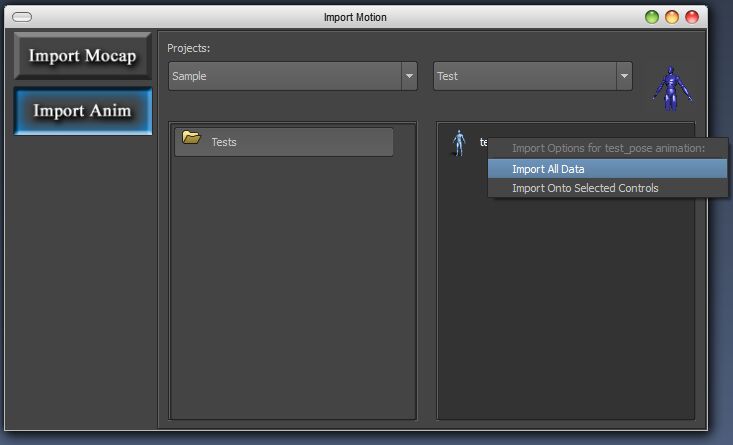 Import Motion
Import Mocap
Import Anim
Projects:
Sample
Test
Tests
te
Import Options for test_pose animation:
Import All Data
Import Onto Selected Controls